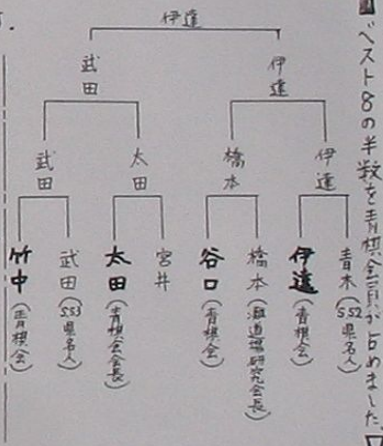 ベスト8の半数を青棋会員が占めました。
伊達
武田
伊達
武田
太田
橋本
伊達
竹中(青棋会)
武田(S53県名人)
太田(青棋会会長)
宮井
谷口(青棋会)
橋本(道場研究会長)
伊達(青棋会)
青木(S52県名人)